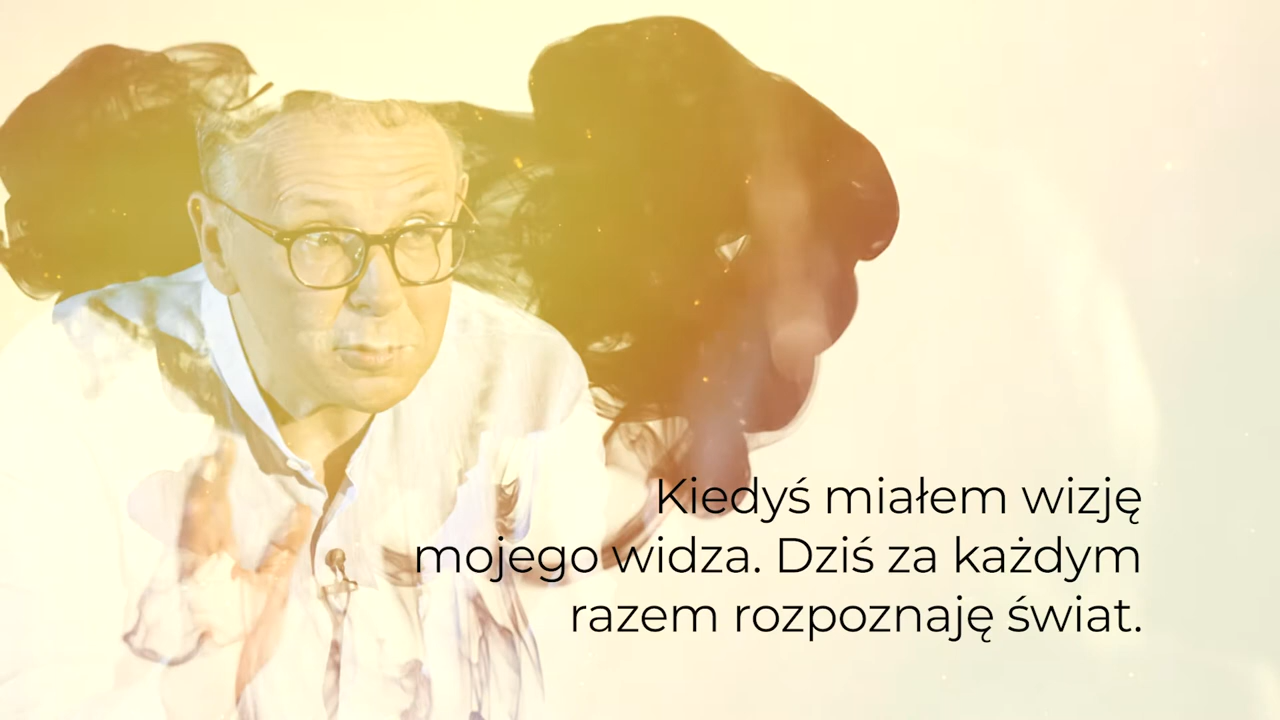 Kiedyś miałem wizję
mojego widza. Dziś za każdym
razem rozpoznaję świat.